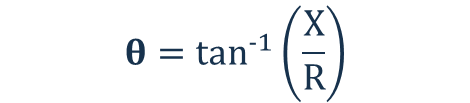 θ = tan⁻¹ (X/R)